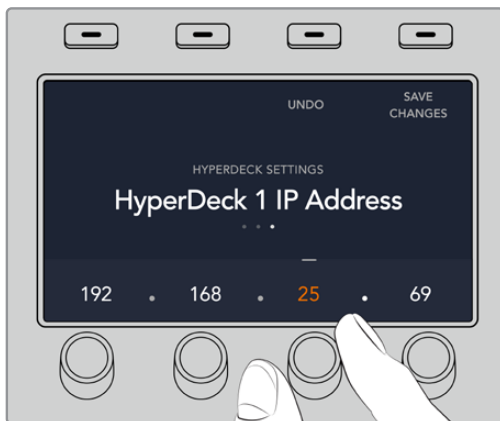 UNDO
SAVE
CHANGES
HYPERDECK SETTINGS
HyperDeck 1 IP Address
192 . 168 . 25 . 69